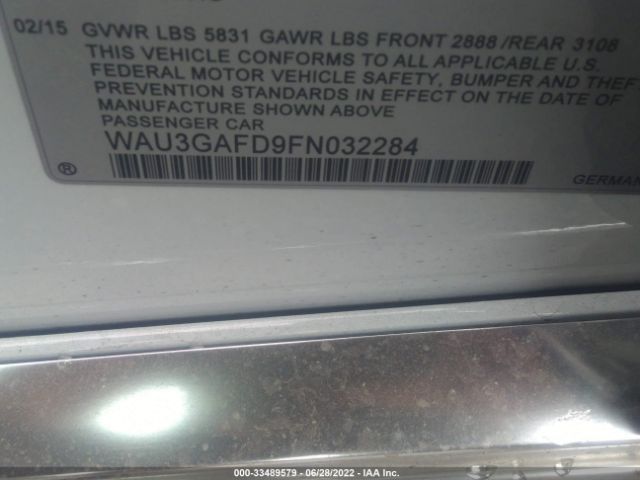 02/15 GVWR LBS 5831 GAWR LBS FRONT 2888 /REAR 3108
THIS VEHICLE CONFORMS TO ALL APPLICABLE U.S.
FEDERAL MOTOR VEHICLE SAFETY, BUMPER AND THEFT
PREVENTION STANDARDS IN EFFECT ON THE DATE OF
MANUFACTURE SHOWN ABOVE
PASSENGER CAR
WAU3GAFD9FN032284
®
GERMAN
000-33489579 - 06/28/2022 - IAA Inc.